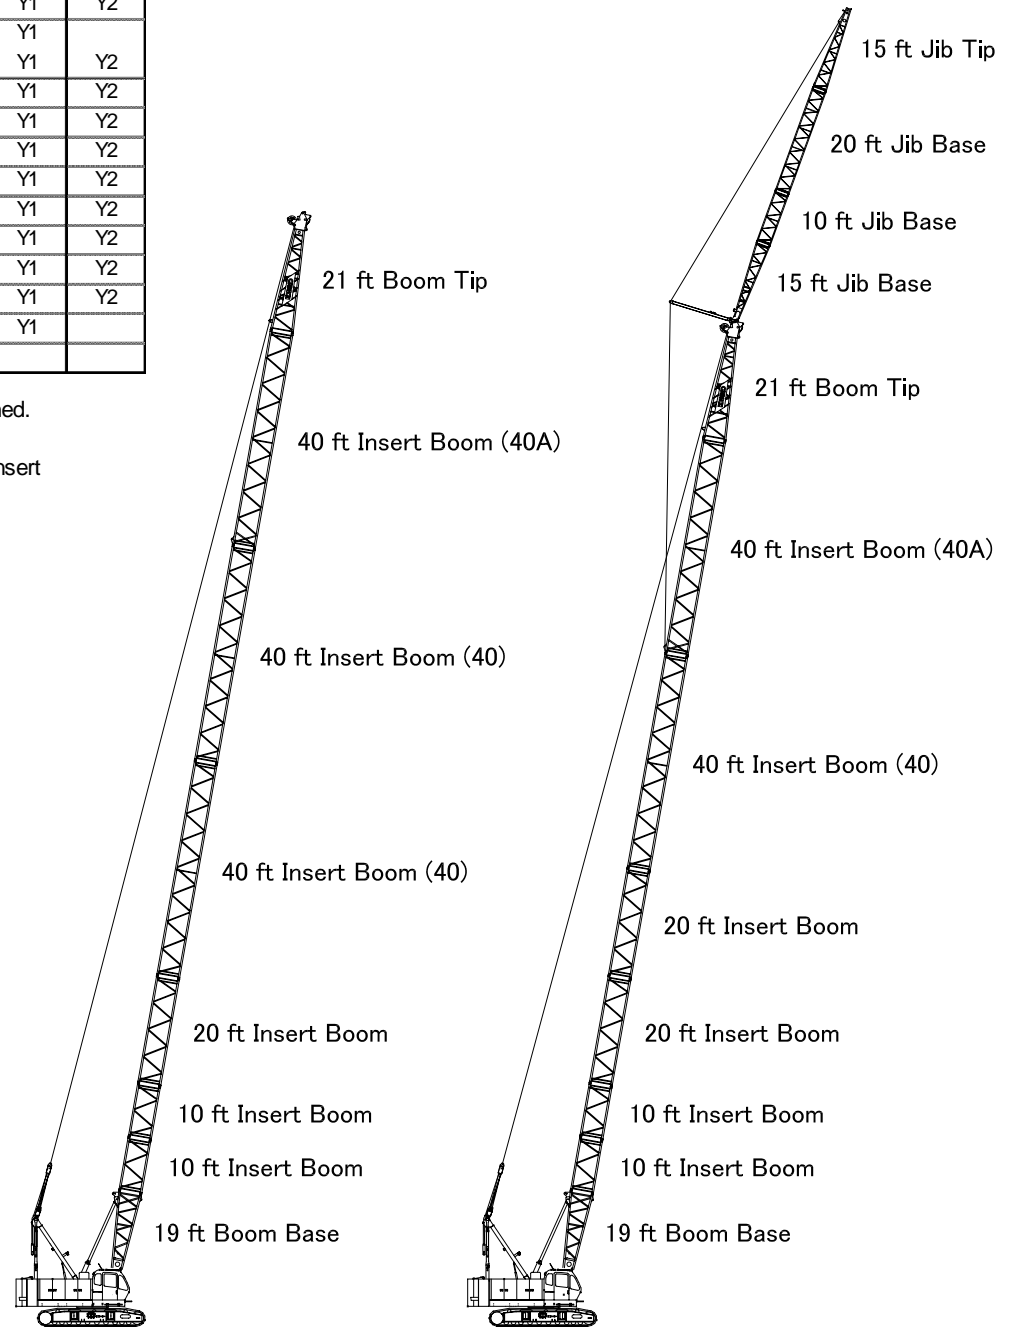 Y1 Y2
Y1
Y1 Y2
Y1 Y2
Y1 Y2
Y1 Y2
Y1 Y2
Y1 Y2
Y1 Y2
Y1 Y2
Y1 Y2
Y1
ed.
nsert
21 ft Boom Tip
40 ft Insert Boom (40A)
40 ft Insert Boom (40)
40 ft Insert Boom (40)
20 ft Insert Boom
10 ft Insert Boom
10 ft Insert Boom
19 ft Boom Base
15 ft Jib Tip
20 ft Jib Base
10 ft Jib Base
15 ft Jib Base
21 ft Boom Tip
40 ft Insert Boom (40A)
40 ft Insert Boom (40)
20 ft Insert Boom
20 ft Insert Boom
10 ft Insert Boom
10 ft Insert Boom
19 ft Boom Base